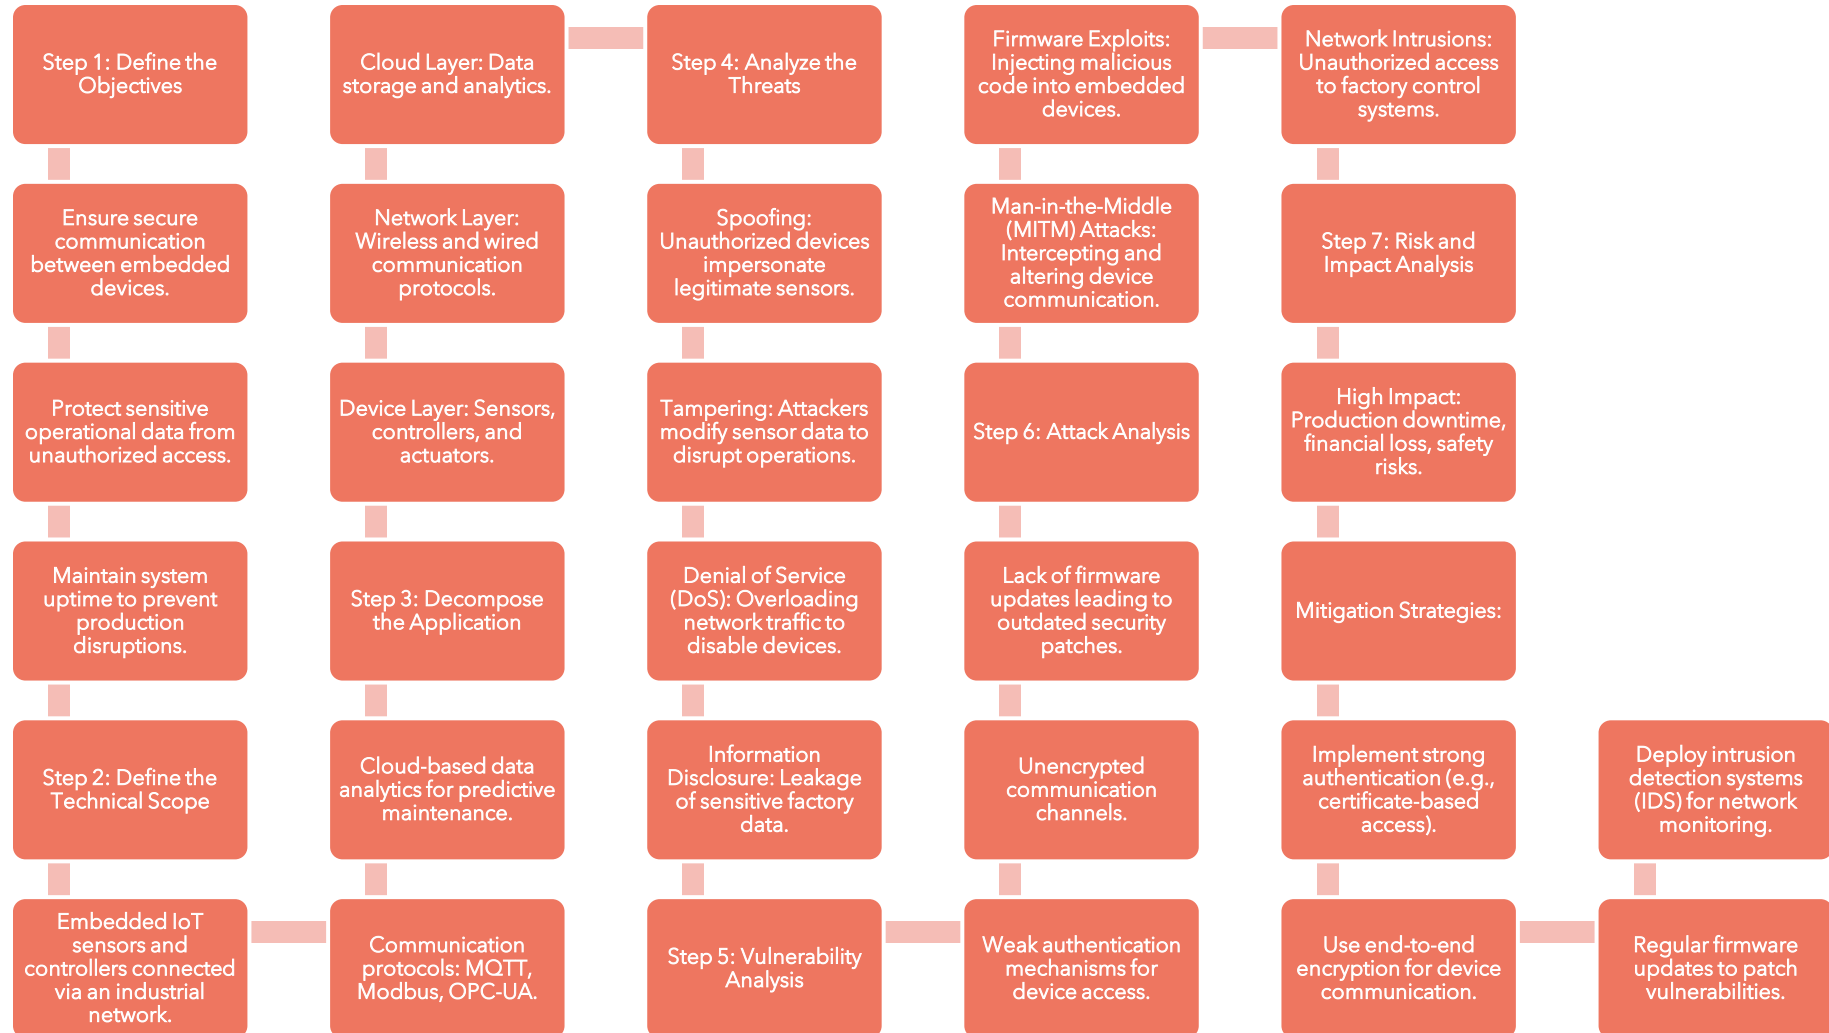 Step 1: Define the
Objectives
Ensure secure
communication
between embedded
devices.
Protect sensitive
operational data from
unauthorized access.
Maintain system
uptime to prevent
production
disruptions.
Step 2: Define the
Technical Scope
Embedded IoT
sensors and
controllers connected
via an industrial
network.
Communication
protocols: MQTT,
Modbus, OPC-UA.
Cloud-based data
analytics for predictive
maintenance.
Step 3: Decompose
the Application
Device Layer: Sensors,
controllers, and
actuators.
Network Layer:
Wireless and wired
communication
protocols.
Cloud Layer: Data
storage and analytics.
Step 4: Analyze the
Threats
Spoofing:
Unauthorized devices
impersonate
legitimate sensors.
Tampering: Attackers
modify sensor data to
disrupt operations.
Denial of Service
(DoS): Overloading
network traffic to
disable devices.
Information
Disclosure: Leakage
of sensitive factory
data.
Step 5: Vulnerability
Analysis
Weak authentication
mechanisms for
device access.
Unencrypted
communication
channels.
Lack of firmware
updates leading to
outdated security
patches.
Step 6: Attack Analysis
Man-in-the-Middle
(MITM) Attacks:
Intercepting and
altering device
communication.
Firmware Exploits:
Injecting malicious
code into embedded
devices.
Network Intrusions:
Unauthorized access
to factory control
systems.
Step 7: Risk and
Impact Analysis
High Impact:
Production downtime,
financial loss, safety
risks.
Mitigation Strategies:
Implement strong
authentication (e.g.,
certificate-based
access).
Use end-to-end
encryption for device
communication.
Regular firmware
updates to patch
vulnerabilities.
Deploy intrusion
detection systems
(IDS) for network
monitoring.